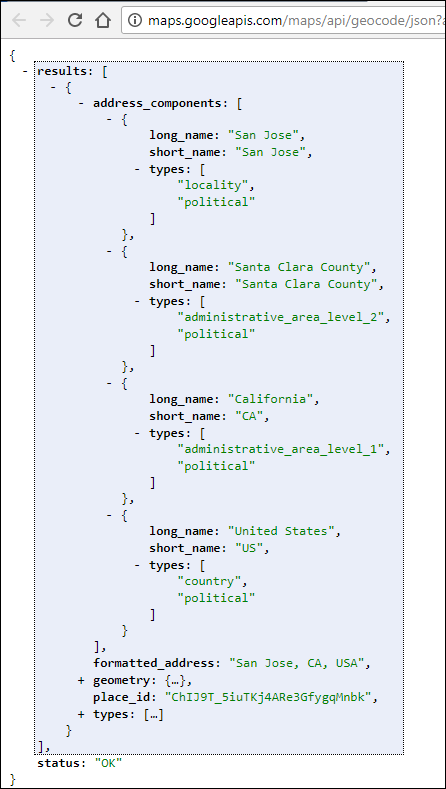 maps.googleapis.com/maps/api/geocode/json?a
{
- results: [
- {
- address_components: [
- {
long_name: "San Jose",
short_name: "San Jose",
- types: [
"locality",
"political"
]
},
- {
long_name: "Santa Clara County",
short_name: "Santa Clara County",
- types: [
"administrative_area_level_2",
"political"
]
},
- {
long_name: "California",
short_name: "CA",
- types: [
"administrative_area_level_1",
"political"
]
},
- {
long_name: "United States",
short_name: "US",
- types: [
"country",
"political"
]
}
],
formatted_address: "San Jose, CA, USA",
+ geometry: {…},
place_id: "ChIJ9T_5iuTKj4ARe3GfygqMnbk",
+ types: […]
}
],
status: "OK"
}